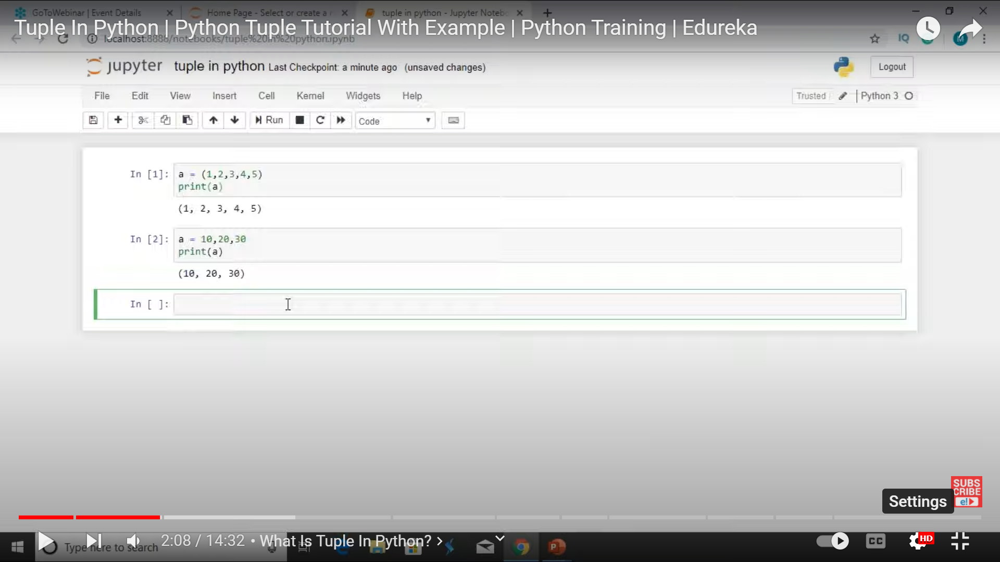 GoToWebinar | Event Details
Home Page - Select or create a
tuple in python - Jupyter Notebo
Tuple In Python | Python Tuple Tutorial With Example | Python Training | Edureka
localhost:8888/notebooks/tuple%20in%20python.ipynb
IQ
M
jupyter tuple in python Last Checkpoint: a minute ago (unsaved changes)
Logout
File Edit View Insert Cell Kernel Widgets Help
Trusted
Python 3
Run
Code
In [1]: a = (1,2,3,4,5)
print(a)
(1, 2, 3, 4, 5)
In [2]: a = 10,20,30
print(a)
(10, 20, 30)
In [ ]:
SUBS
CRIBE
e!
Settings
Type here to search
2:08 / 14:32 • What Is Tuple In Python?
P
CC
HD